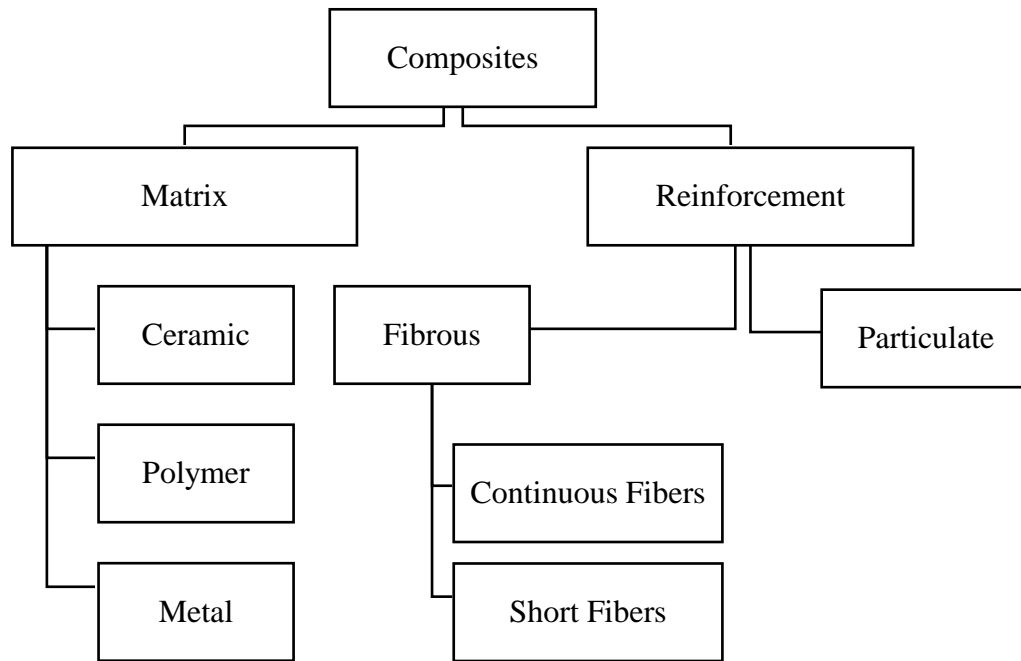 Composites
Matrix
Reinforcement
Ceramic
Fibrous
Particulate
Polymer
Continuous Fibers
Metal
Short Fibers